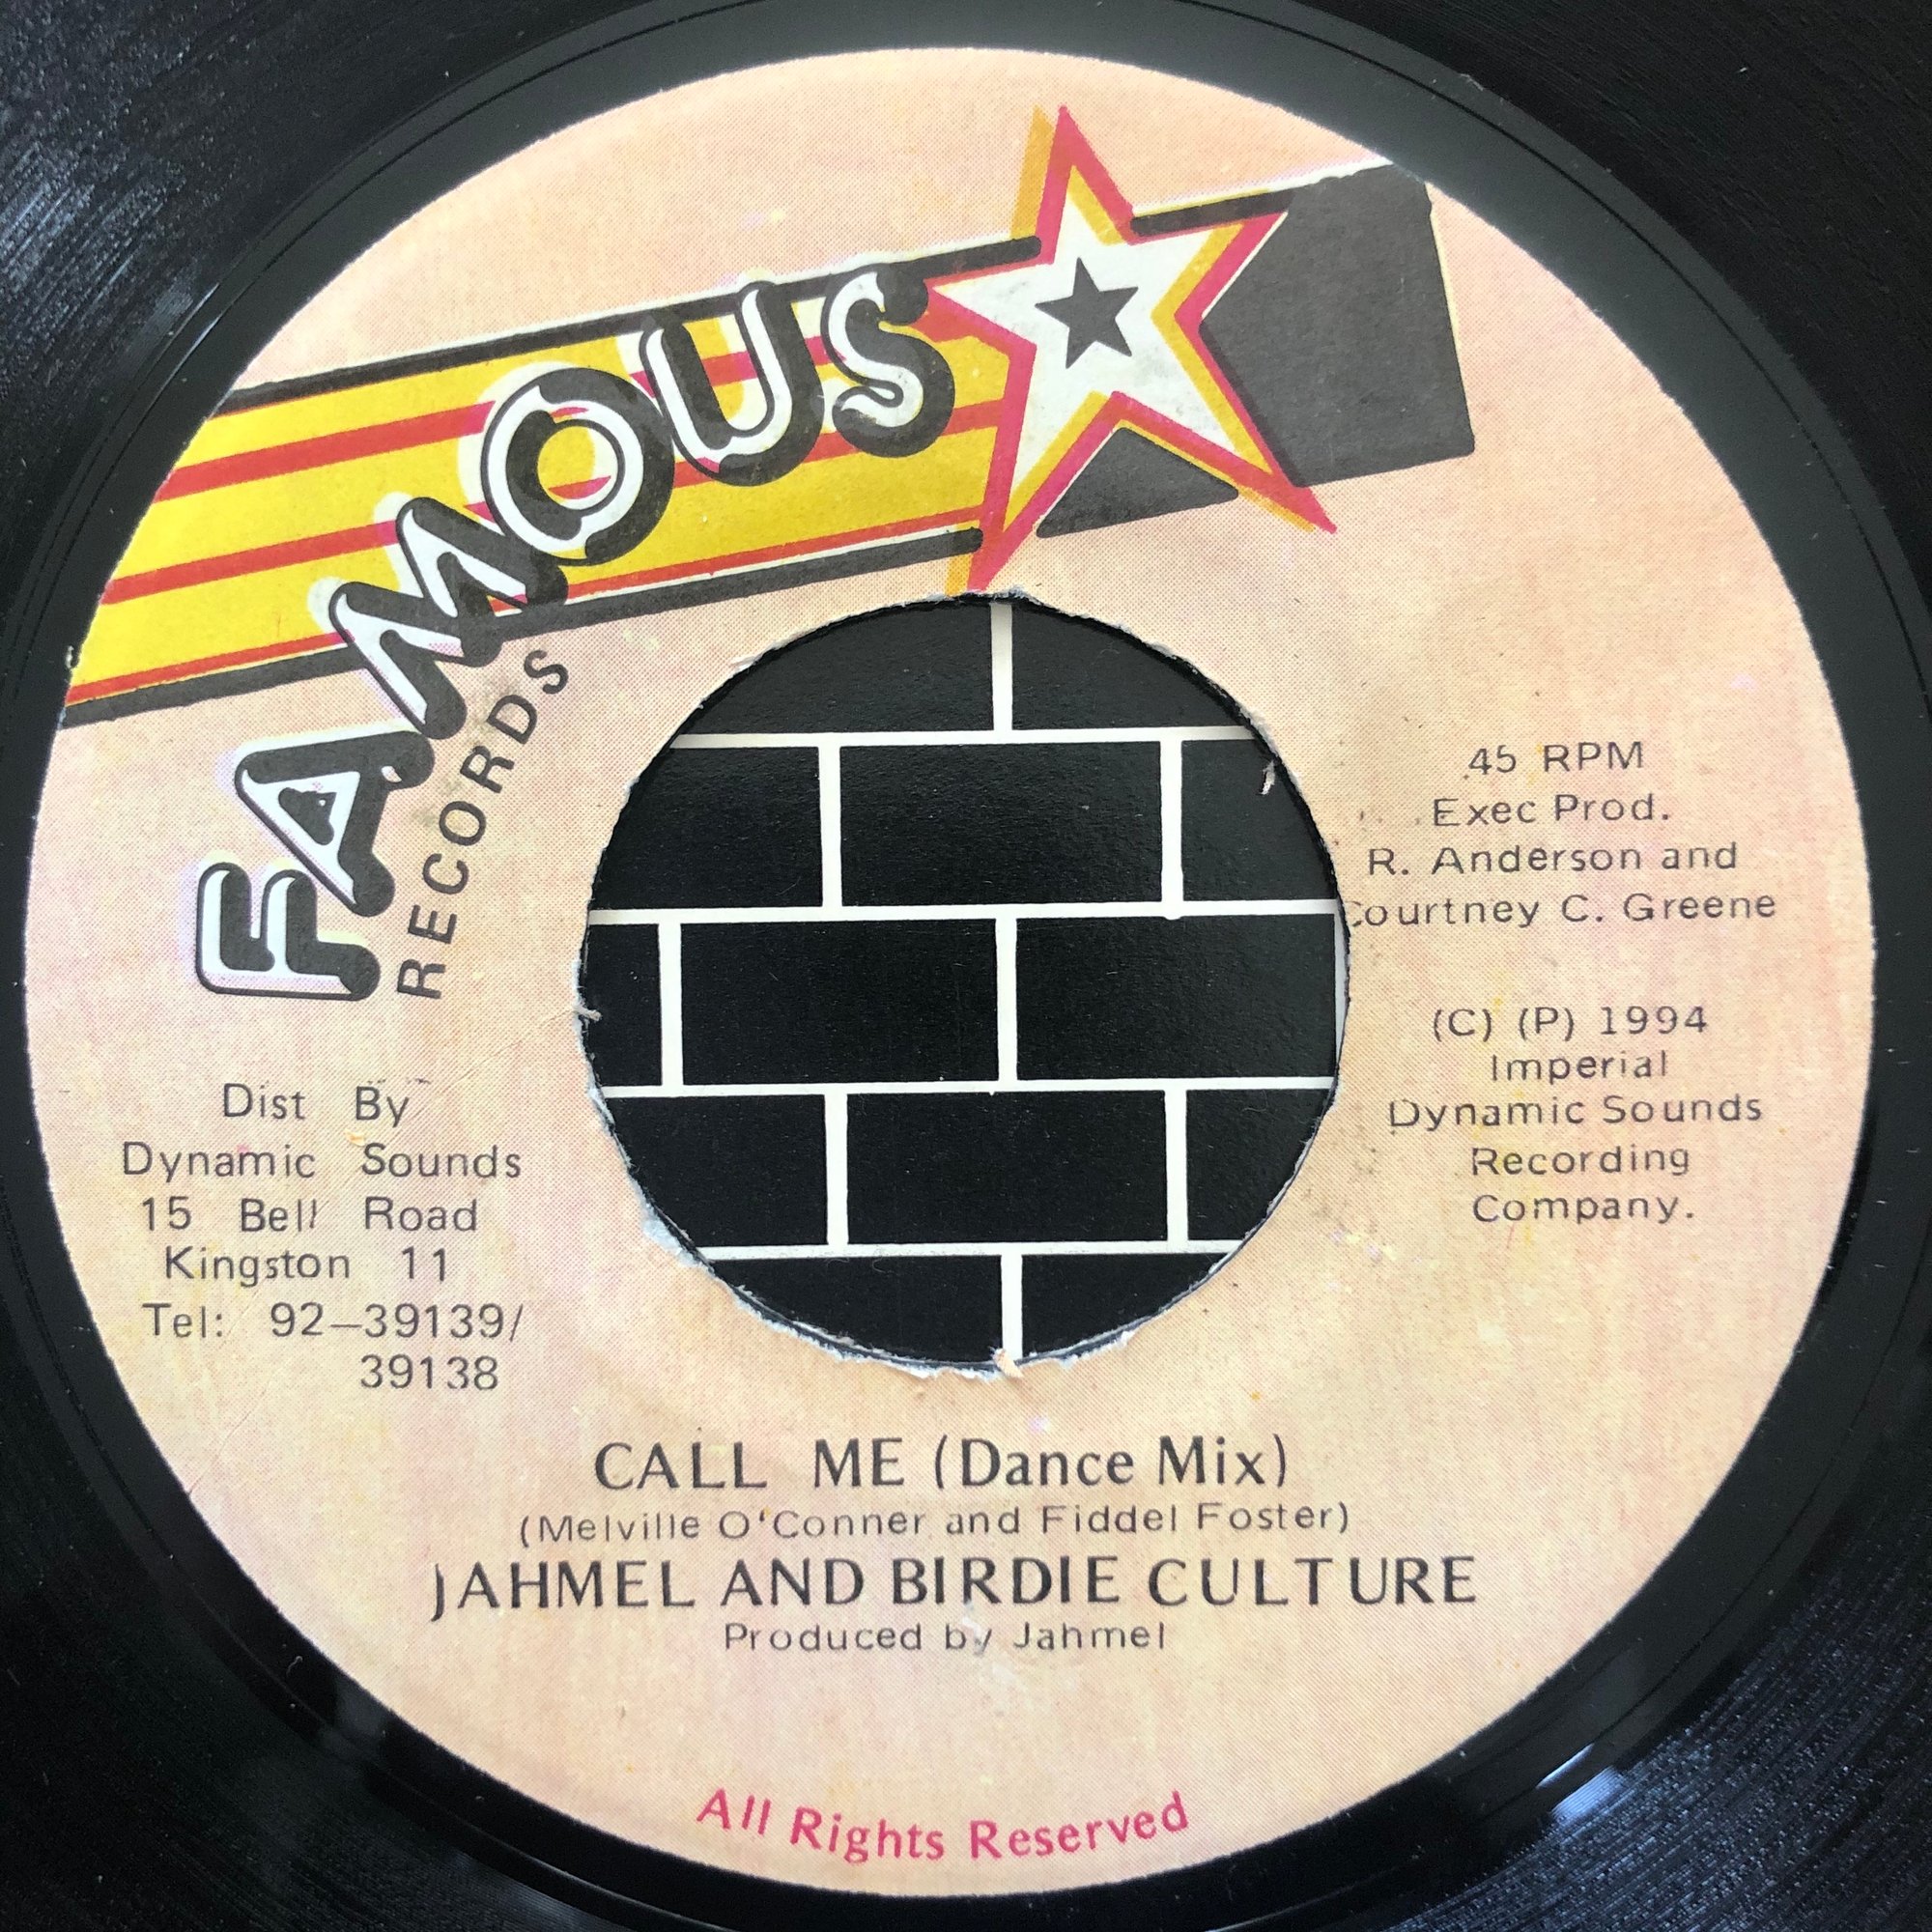 FAMOUS
RECORDS
45 RPM
Exec Prod.
R. Anderson and
Courtney C. Greene
(C) (P) 1994
Imperial
Dynamic Sounds
Recording
Company.
Dist By
Dynamic Sounds
15 Bell Road
Kingston 11
Tel: 92-39139/
39138
CALL ME (Dance Mix)
(Melville O'Conner and Fiddel Foster)
JAHMEL AND BIRDIE CULTURE
Produced by Jahmel
All Rights Reserved